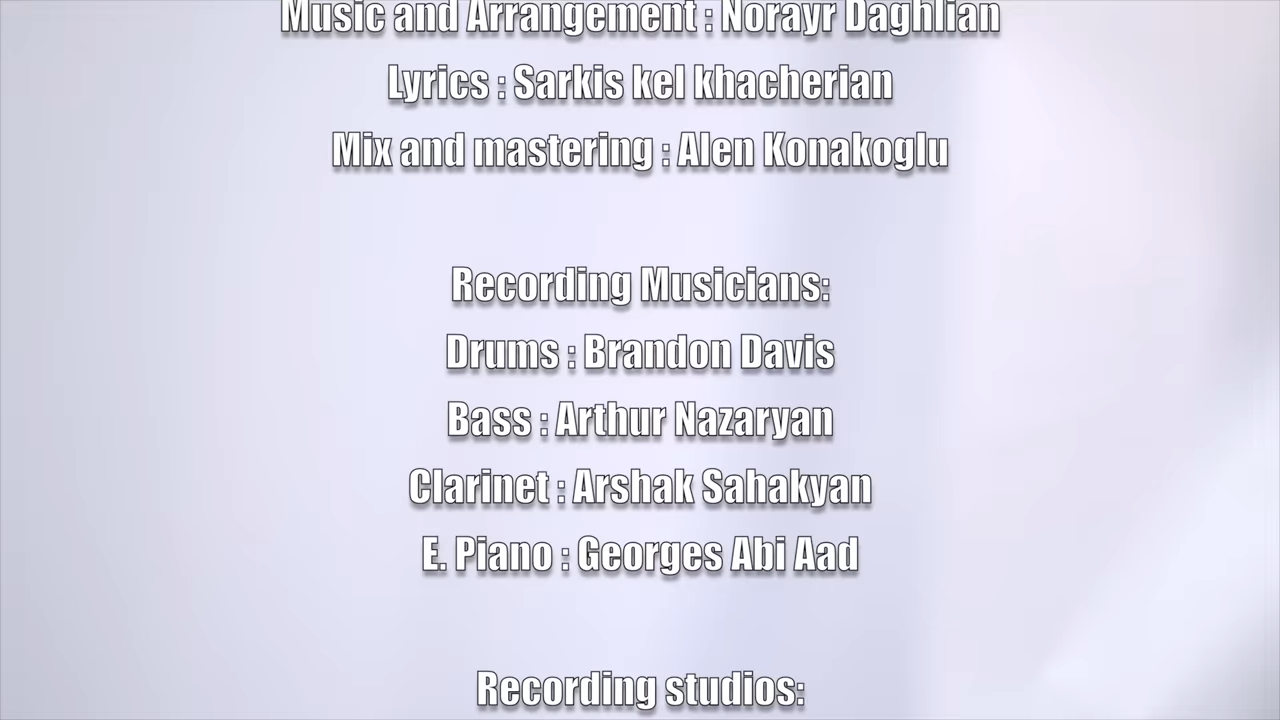 Music and Arrangement : Norayr Daghlian
Lyrics : Sarkis kel khacherian
Mix and mastering : Alen Konakoglu
Recording Musicians:
Drums : Brandon Davis
Bass : Arthur Nazaryan
Clarinet : Arshak Sahakyan
E. Piano : Georges Abi Aad
Recording studios: